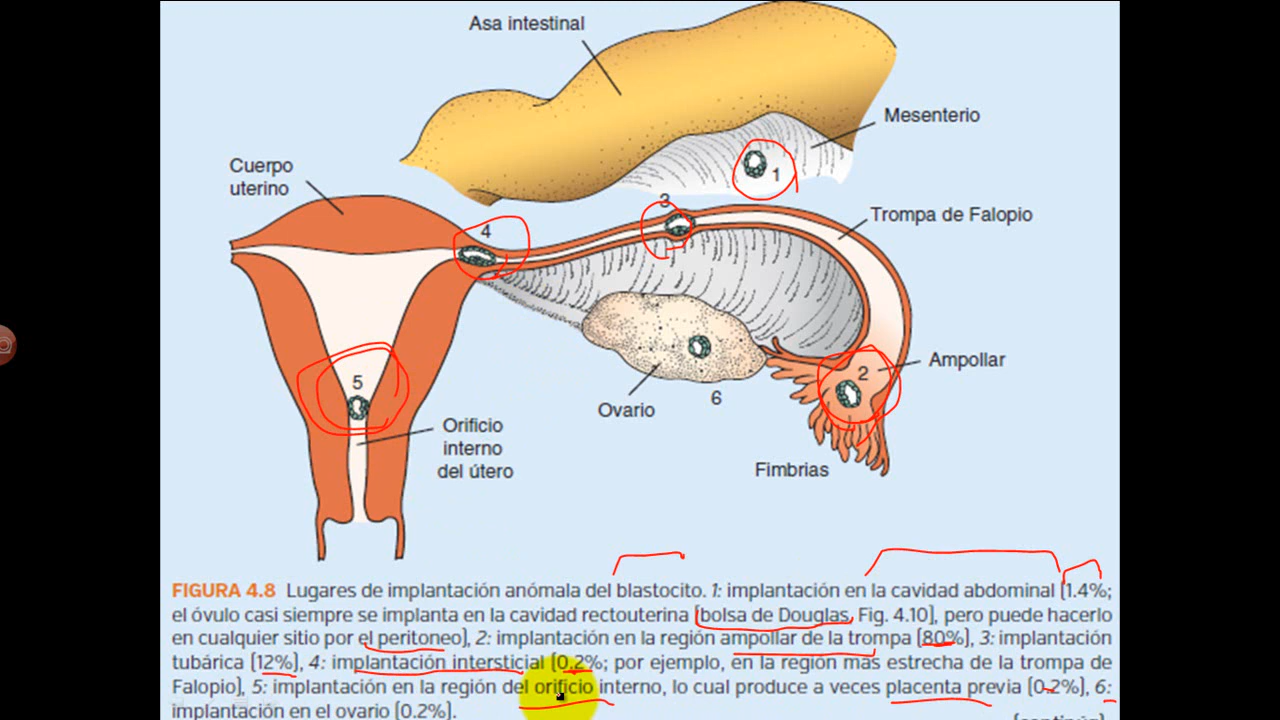 Asa intestinal
Mesenterio
Cuerpo
uterino
1
3
Trompa de Falopio
4
Ampollar
2
5
6
Ovario
Orificio
interno
del útero
Fimbrias
FIGURA 4.8 Lugares de implantación anómala del blastocito. 1: implantación en la cavidad abdominal (1.4%;
el óvulo casi siempre se implanta en la cavidad rectouterina (bolsa de Douglas, Fig. 4.10), pero puede hacerlo
en cualquier sitio por el peritoneo), 2: implantación en la región ampollar de la trompa (80%), 3: implantación
tubárica (12%), 4: implantación intersticial (0.2%; por ejemplo, en la región más estrecha de la trompa de
Falopio), 5: implantación en la región del orificio interno, lo cual produce a veces placenta previa (0.2%), 6:
implantación en el ovario (0.2%).
(continúa)